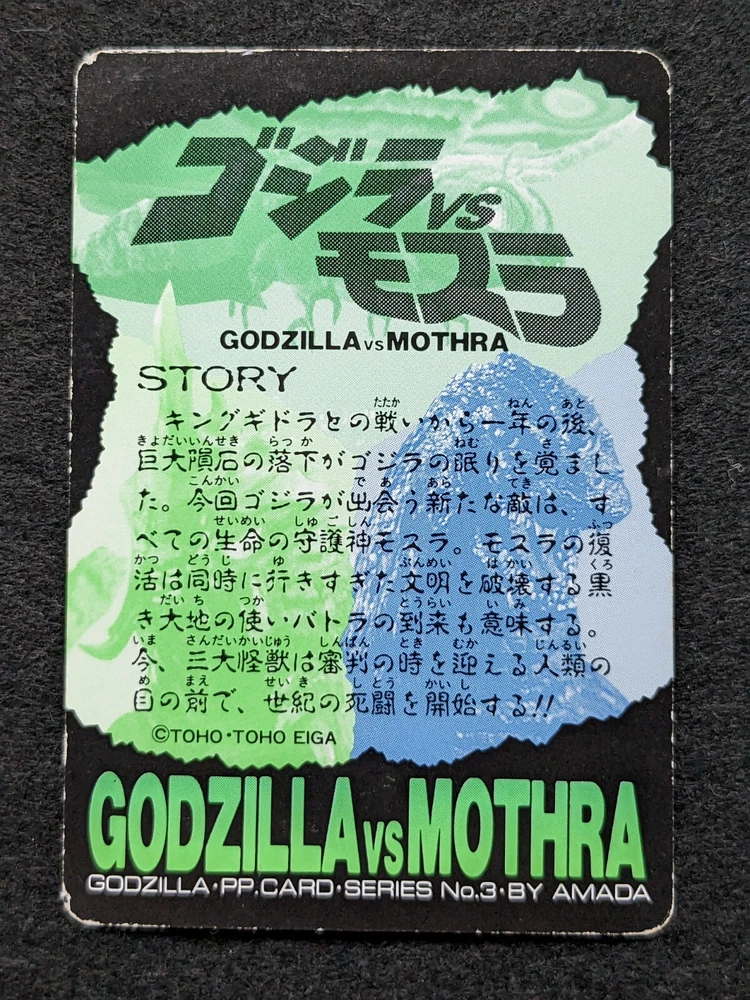 ゴジラVS
モスラ
GODZILLA VS MOTHRA
STORY
キングギドラとの戦いから一年の後、
巨大隕石の落下がゴジラの眠りを覚まし
た。今回ゴジラが出会う新たな敵は、す
べての生命の守護神モスラ。モスラの復
活は同時に行きすぎた文明を破壊する黒
き大地の使いバトラの到来も意味する。
今、三大怪獣は審判の時を迎える人類の
目の前で、世紀の死闘を開始する!!
©TOHO・TOHO EIGA
GODZILLA VS MOTHRA
GODZILLA・PP.CARD・SERIES No.3・BY AMADA